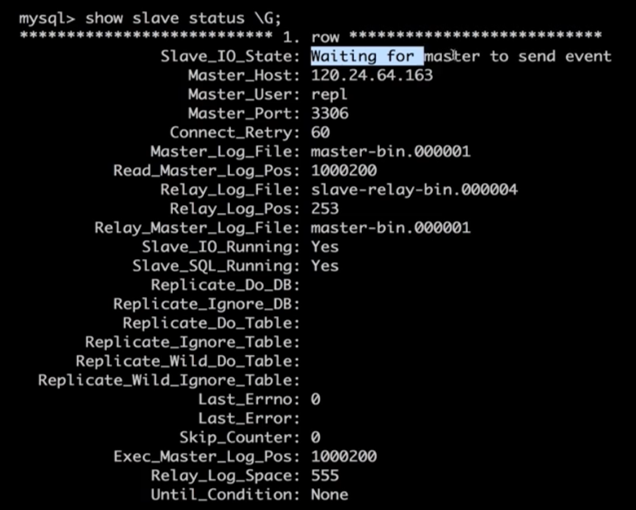 mysql> show slave status \G;
*************************** 1. row ***************************
Slave_IO_State: Waiting for master to send event
Master_Host: 120.24.64.163
Master_User: repl
Master_Port: 3306
Connect_Retry: 60
Master_Log_File: master-bin.000001
Read_Master_Log_Pos: 1000200
Relay_Log_File: slave-relay-bin.000004
Relay_Log_Pos: 253
Relay_Master_Log_File: master-bin.000001
Slave_IO_Running: Yes
Slave_SQL_Running: Yes
Replicate_Do_DB:
Replicate_Ignore_DB:
Replicate_Do_Table:
Replicate_Ignore_Table:
Replicate_Wild_Do_Table:
Replicate_Wild_Ignore_Table:
Last_Errno: 0
Last_Error:
Skip_Counter: 0
Exec_Master_Log_Pos: 1000200
Relay_Log_Space: 555
Until_Condition: None